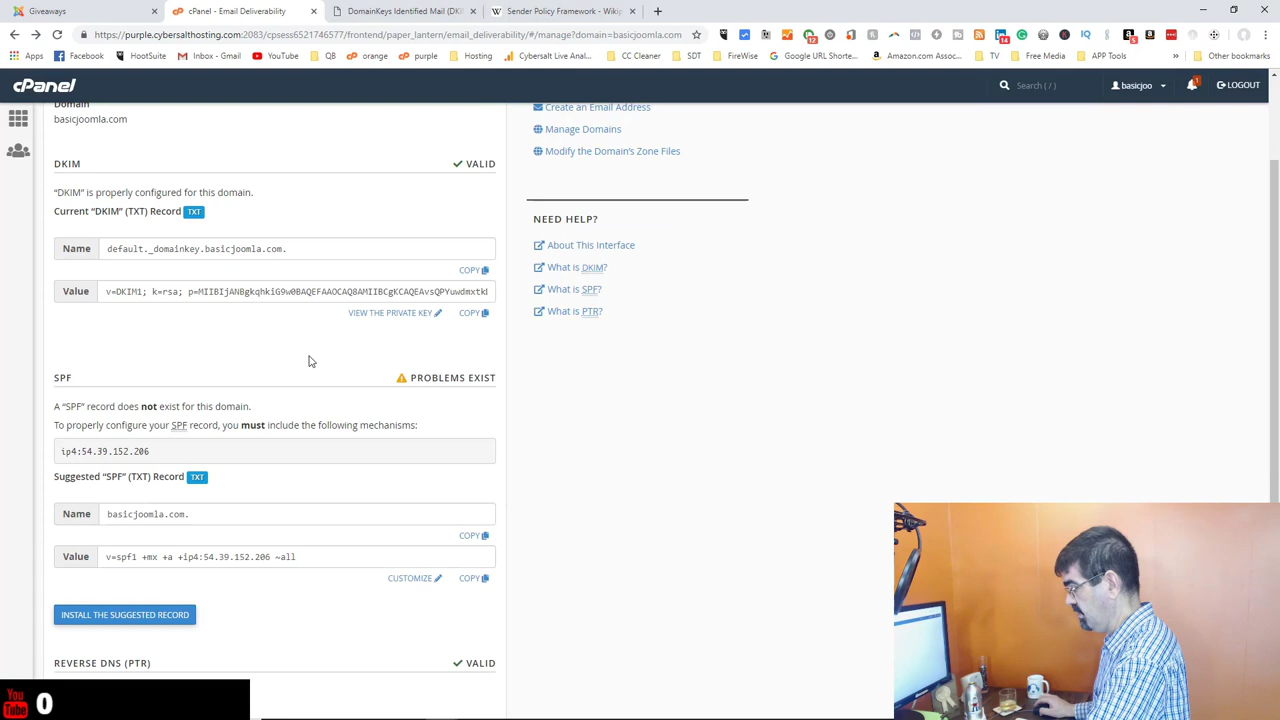 Giveaways
cPanel - Email Deliverability
DomainKeys Identified Mail (DKI
Sender Policy Framework - Wikip
https://purple.cybersalthosting.com:2083/cpsess6521746577/frontend/paper_lantern/email_deliverability/#/manage?domain=basicjoomla.com
Facebook
HootSuite
Inbox - Gmail
YouTube
QB
orange
purple
Hosting
Cybersalt Live Anal...
CC Cleaner
SDT
FireWise
Google URL Shorte...
Amazon.com Assoc...
TV
Free Media
APP Tools
»
Other bookmarks
cPanel
Search ( / )
basicjoo
1
LOGOUT
Domain
basicjoomla.com
DKIM
VALID
"DKIM" is properly configured for this domain.
Current "DKIM" (TXT) Record TXT
Name default._domainkey.basicjoomla.com.
COPY
Value v=DKIM1; k=rsa; p=MIIBIjANBgkqhkiG9w0BAQEFAAOCAQ8AMIIBCgKCAQEAvsQPYuwdmxtkl
VIEW THE PRIVATE KEY COPY
SPF
PROBLEMS EXIST
A "SPF" record does not exist for this domain.
To properly configure your SPF record, you must include the following mechanisms:
ip4:54.39.152.206
Suggested "SPF" (TXT) Record TXT
Name basicjoomla.com.
COPY
Value v=spf1 +mx +a +ip4:54.39.152.206 ~all
CUSTOMIZE COPY
INSTALL THE SUGGESTED RECORD
REVERSE DNS (PTR)
VALID
Create an Email Address
Manage Domains
Modify the Domain's Zone Files
NEED HELP?
About This Interface
What is DKIM?
What is SPF?
What is PTR?
You
Tube
0